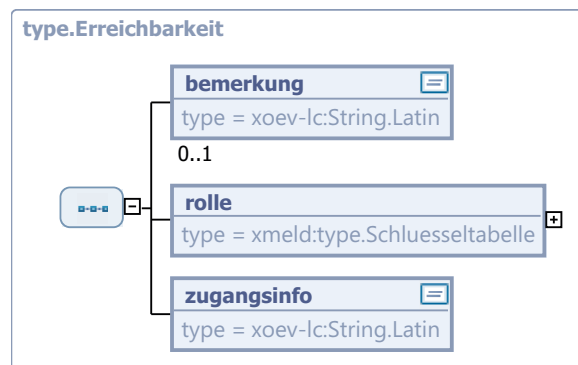 type.Erreichbarkeit
bemerkung
type = xoev-lc:String.Latin
0..1
rolle
type = xmeld:type.Schluesseltabelle
zugangsinfo
type = xoev-lc:String.Latin